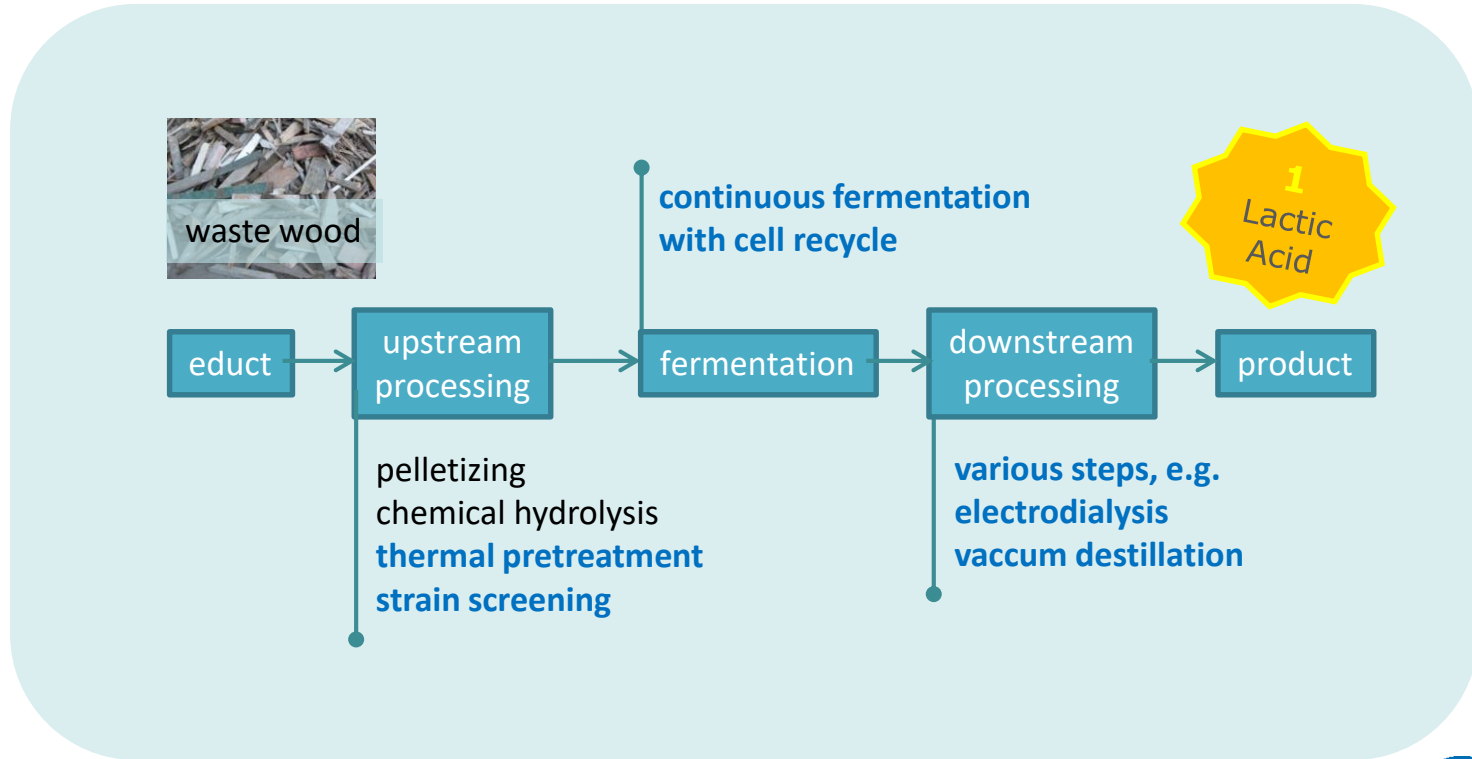 waste wood
continuous fermentation
with cell recycle
1
Lactic
Acid
educt
upstream
processing
fermentation
downstream
processing
product
pelletizing
chemical hydrolysis
thermal pretreatment
strain screening
various steps, e.g.
electrodialysis
vaccum destillation